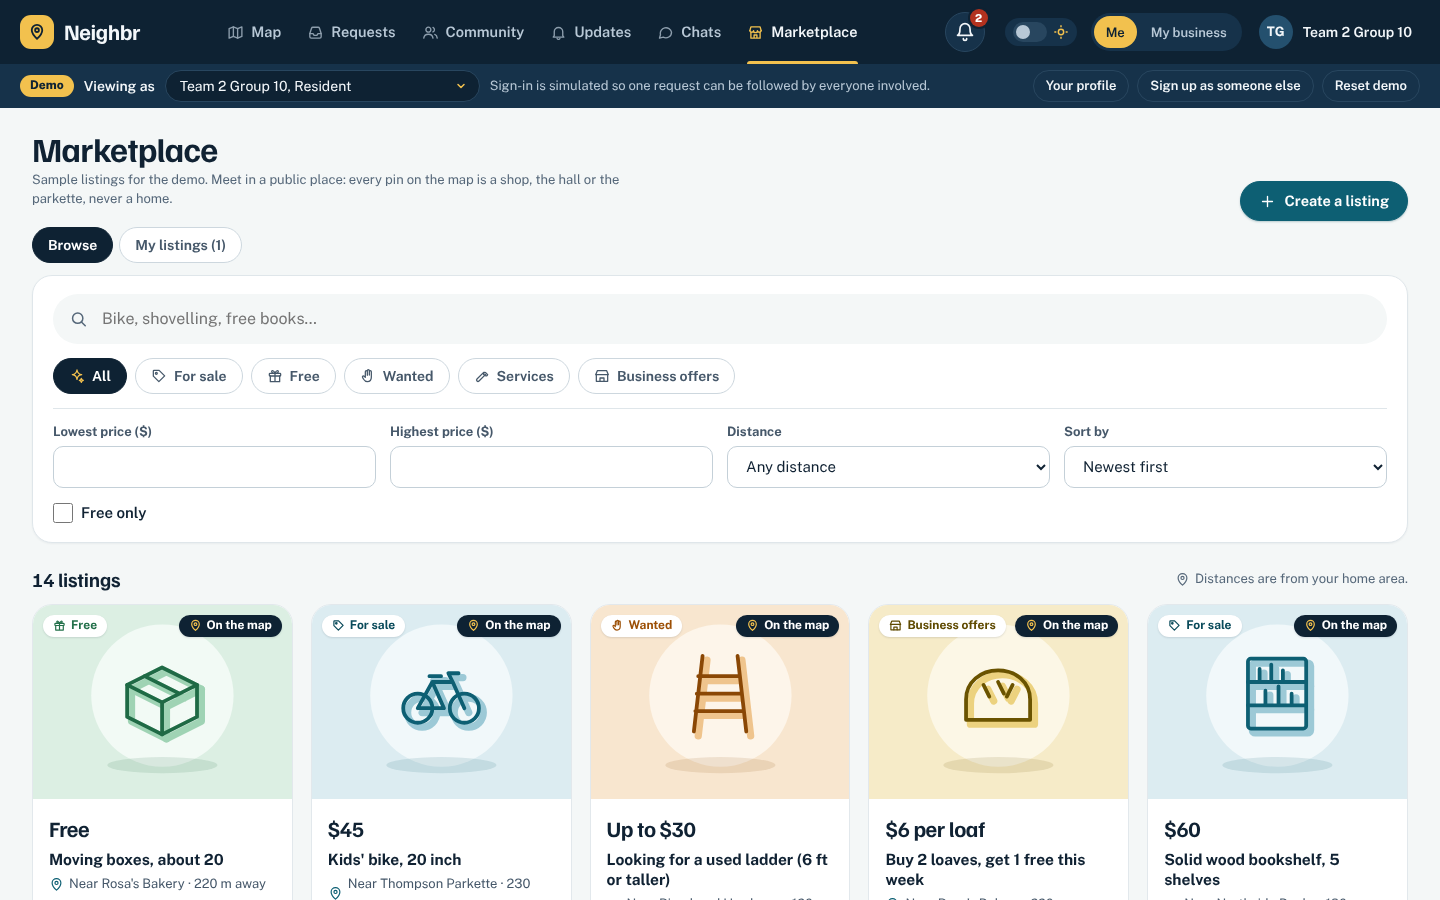 Neighbr
Map
Requests
Community
Updates
Chats
Marketplace
2
Me
My business
TG
Team 2 Group 10
Demo
Viewing as
Team 2 Group 10, Resident
Sign-in is simulated so one request can be followed by everyone involved.
Your profile
Sign up as someone else
Reset demo
Marketplace
Sample listings for the demo. Meet in a public place: every pin on the map is a shop, the hall or the
parkette, never a home.
Create a listing
Browse
My listings (1)
Bike, shovelling, free books...
All
For sale
Free
Wanted
Services
Business offers
Lowest price ($)
Highest price ($)
Distance
Sort by
Any distance
Newest first
Free only
14 listings
Distances are from your home area.
Free
On the map
For sale
On the map
Wanted
On the map
Business offers
On the map
For sale
On the map
Free
Moving boxes, about 20
Near Rosa's Bakery · 220 m away
$45
Kids' bike, 20 inch
Near Thompson Parkette · 230
Up to $30
Looking for a used ladder (6 ft
or taller)
$6 per loaf
Buy 2 loaves, get 1 free this
week
$60
Solid wood bookshelf, 5
shelves